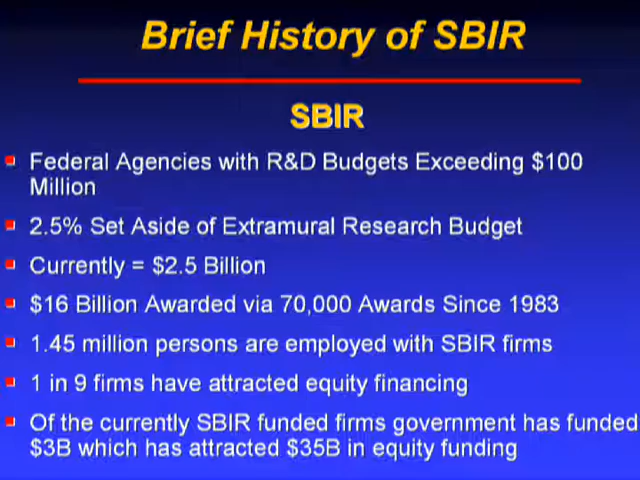 Brief History of SBIR
SBIR
Federal Agencies with R&D Budgets Exceeding $100
Million
2.5% Set Aside of Extramural Research Budget
Currently = $2.5 Billion
$16 Billion Awarded via 70,000 Awards Since 1983
1.45 million persons are employed with SBIR firms
1 in 9 firms have attracted equity financing
Of the currently SBIR funded firms government has funded
$3B which has attracted $35B in equity funding